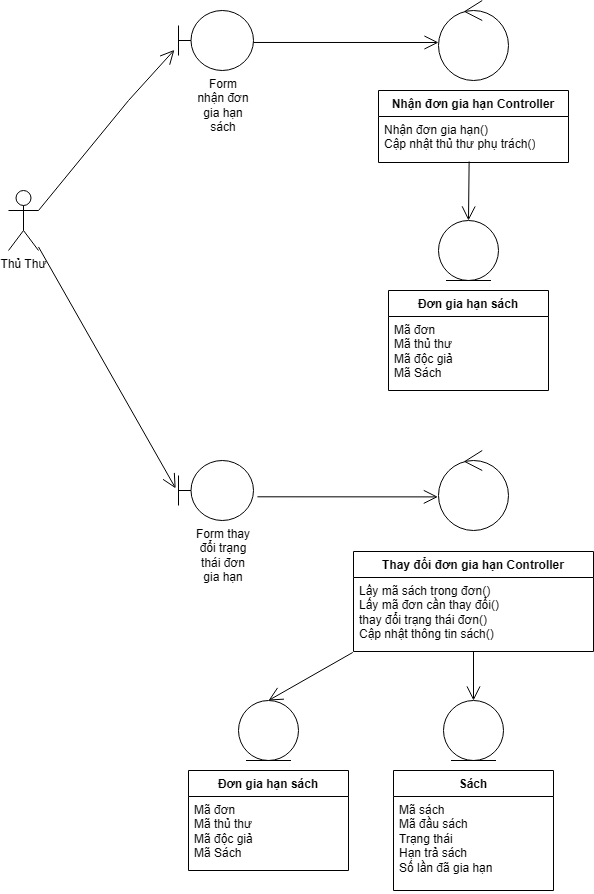 Form
nhận đơn
gia hạn
sách
Nhận đơn gia hạn Controller
Nhận đơn gia hạn()
Cập nhật thủ thư phụ trách()
Thủ Thư
Đơn gia hạn sách
Mã đơn
Mã thủ thư
Mã độc giả
Mã Sách
Form thay
đổi trạng
thái đơn
gia hạn
Thay đổi đơn gia hạn Controller
Lấy mã sách trong đơn()
Lấy mã đơn cần thay đổi()
thay đổi trạng thái đơn()
Cập nhật thông tin sách()
Đơn gia hạn sách
Mã đơn
Mã thủ thư
Mã độc giả
Mã Sách
Sách
Mã sách
Mã đầu sách
Trạng thái
Hạn trả sách
Số lần đã gia hạn